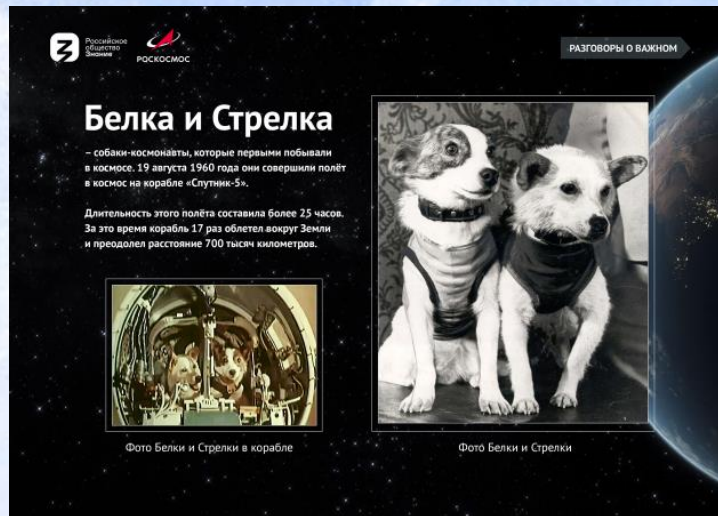 Российское
общество
Знание
РОСКОСМОС
РАЗГОВОРЫ О ВАЖНОМ
Белка и Стрелка
– собаки-космонавты, которые первыми побывали
в космосе. 19 августа 1960 года они совершили полёт
в космос на корабле «Спутник-5».
Длительность этого полёта составила более 25 часов.
За это время корабль 17 раз облетел вокруг Земли
и преодолел расстояние 700 тысяч километров.
Фото Белки и Стрелки в корабле
Фото Белки и Стрелки